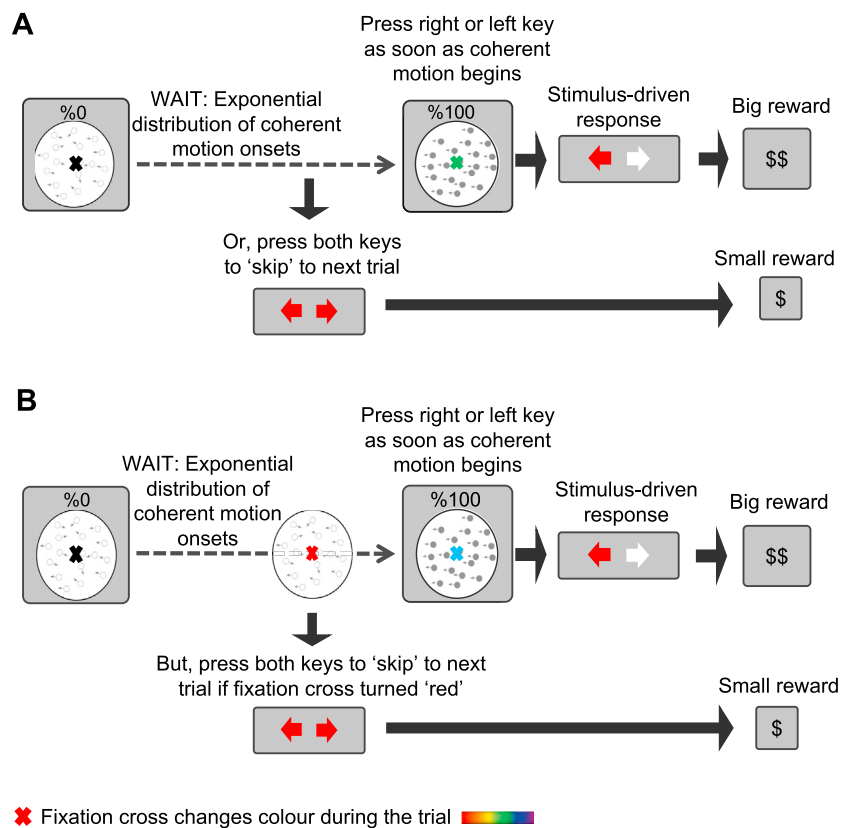 A
Press right or left key
as soon as coherent
motion begins
%0
WAIT: Exponential
distribution of coherent
motion onsets
%100
Stimulus-driven
response
Big reward
$$
Or, press both keys
to ‘skip’ to next trial
Small reward
$
B
Press right or left key
as soon as coherent
motion begins
%0
WAIT: Exponential
distribution of
coherent motion
onsets
%100
Stimulus-driven
response
Big reward
$$
But, press both keys to ‘skip’ to next
trial if fixation cross turned ‘red’
Small reward
$
Fixation cross changes colour during the trial